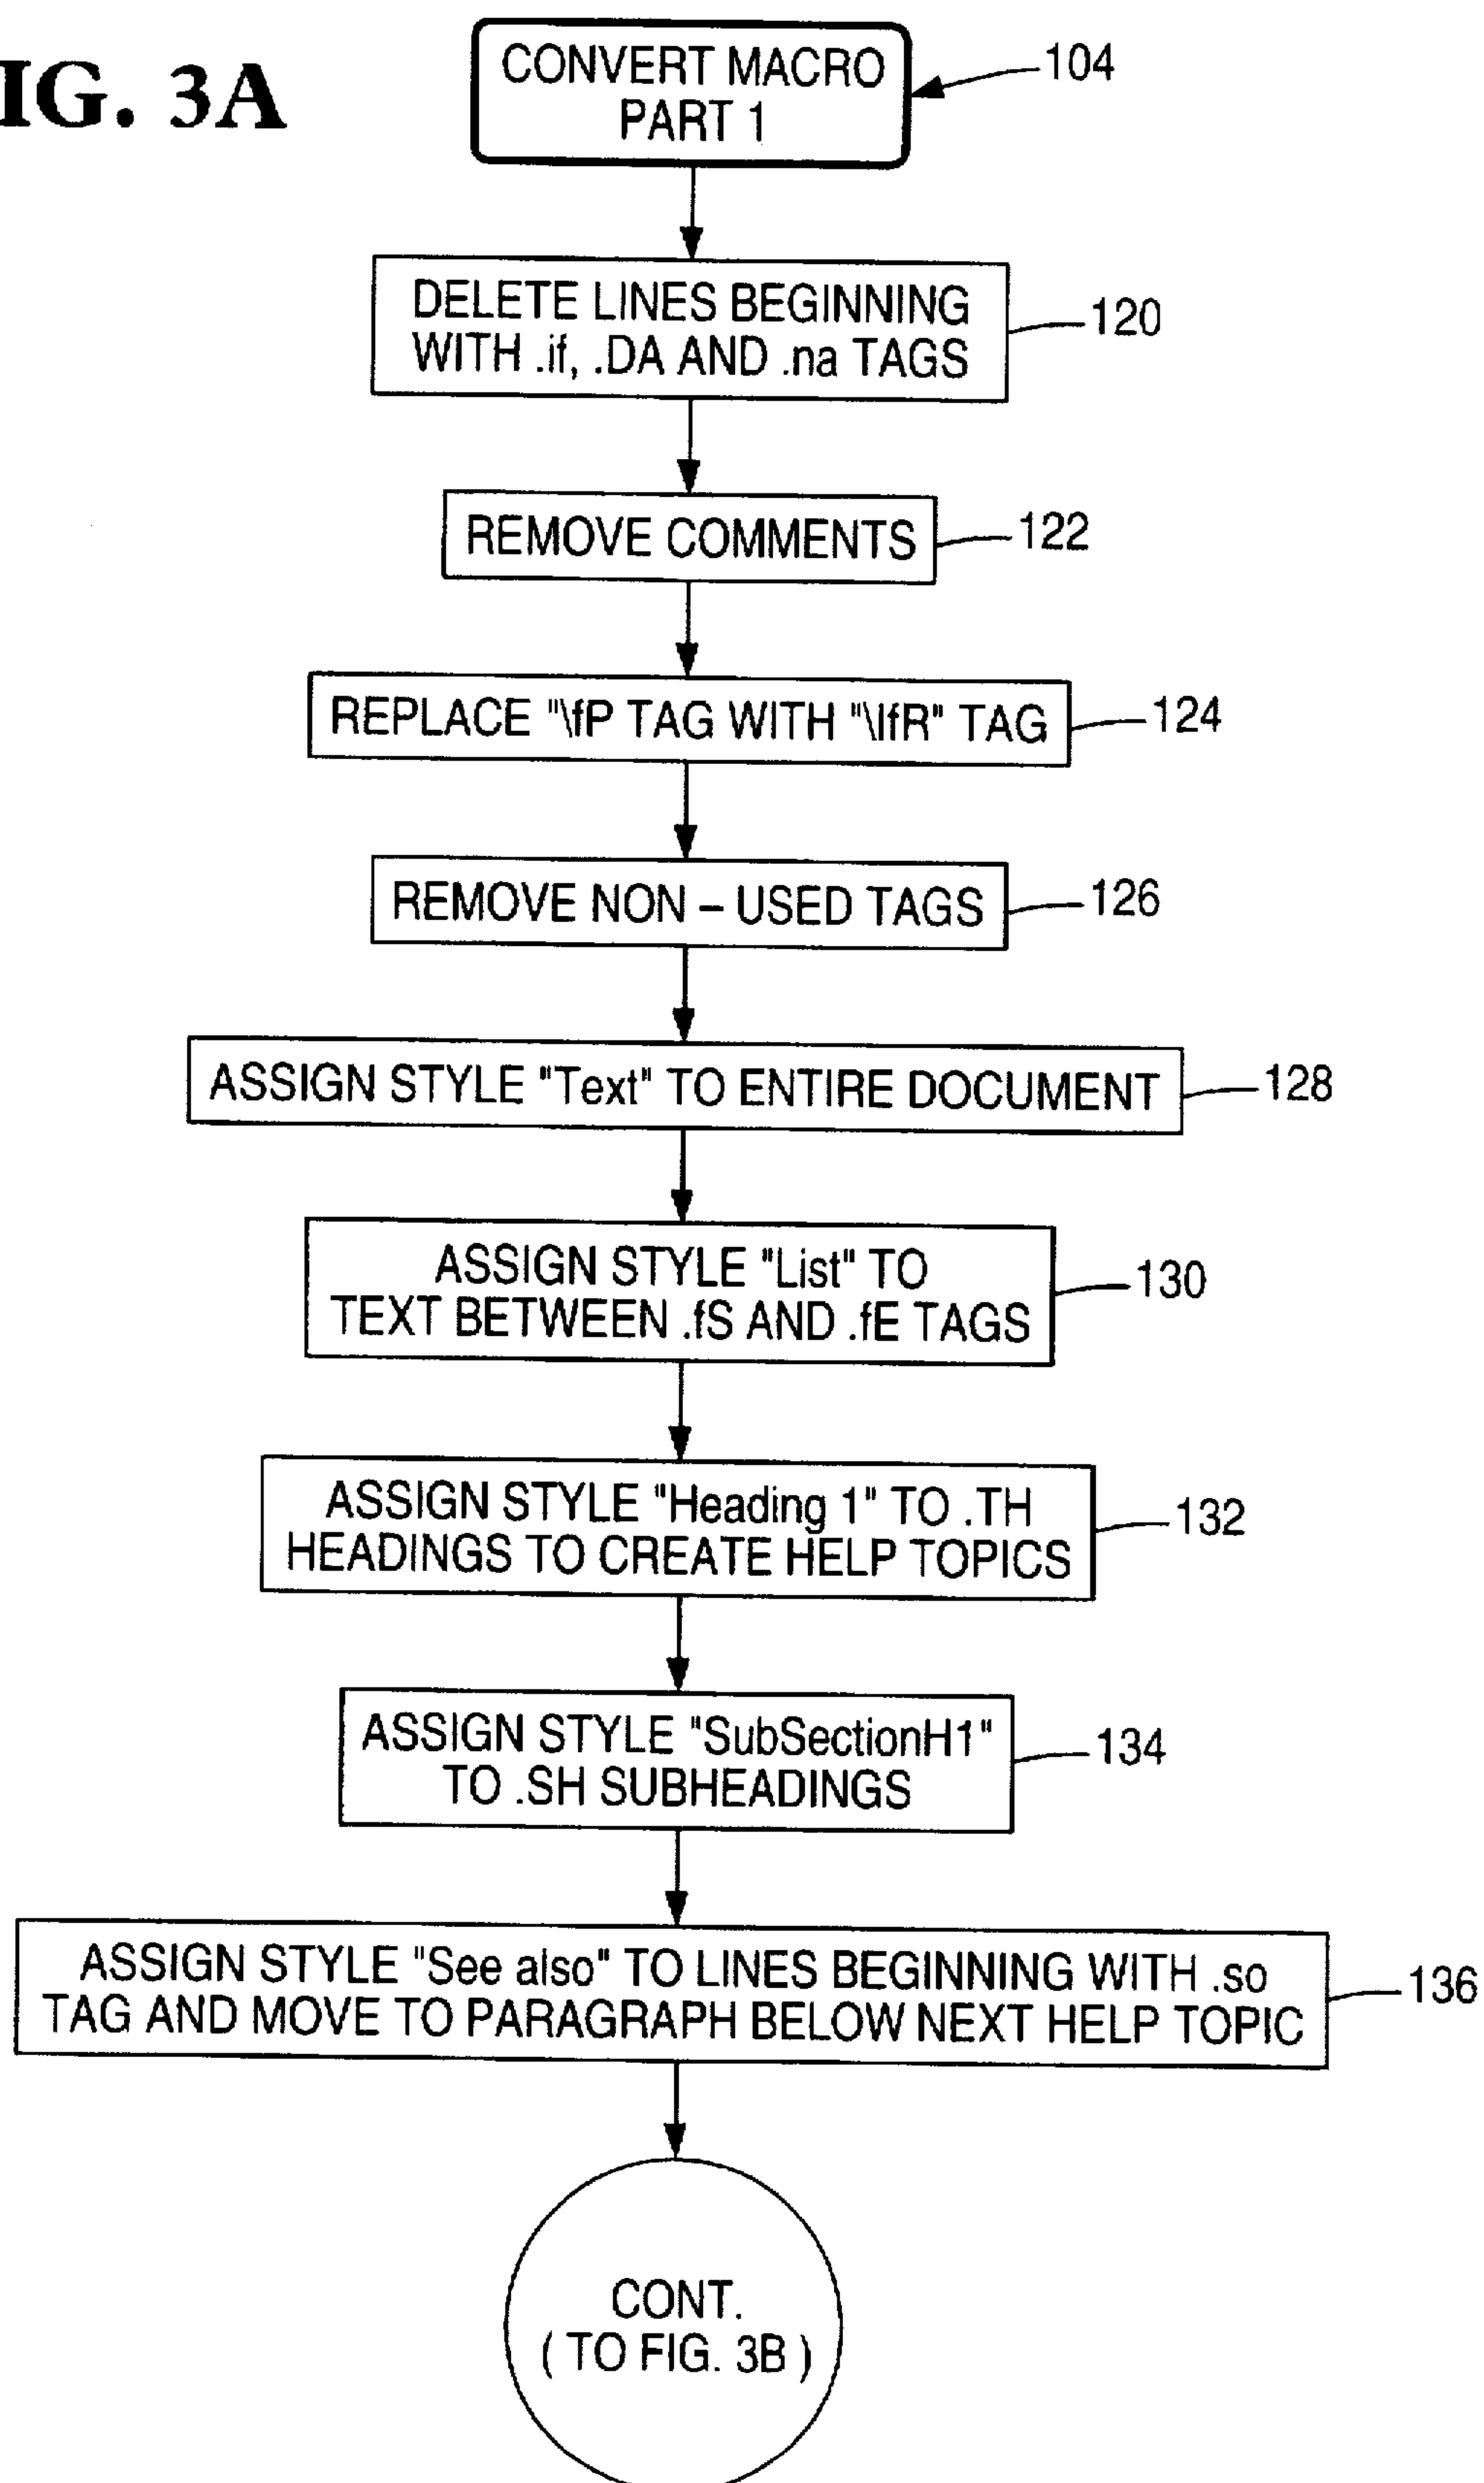 IG. 3A
CONVERT MACRO
PART 1
104
DELETE LINES BEGINNING
WITH .if, .DA AND .na TAGS
120
REMOVE COMMENTS
122
REPLACE "\fP TAG WITH "\IfR" TAG
124
REMOVE NON – USED TAGS
126
ASSIGN STYLE "Text" TO ENTIRE DOCUMENT
128
ASSIGN STYLE "List" TO
TEXT BETWEEN .fS AND .fE TAGS
130
ASSIGN STYLE "Heading 1" TO .TH
HEADINGS TO CREATE HELP TOPICS
132
ASSIGN STYLE "SubSectionH1"
TO .SH SUBHEADINGS
134
ASSIGN STYLE "See also" TO LINES BEGINNING WITH .so
TAG AND MOVE TO PARAGRAPH BELOW NEXT HELP TOPIC
136
CONT.
( TO FIG. 3B )